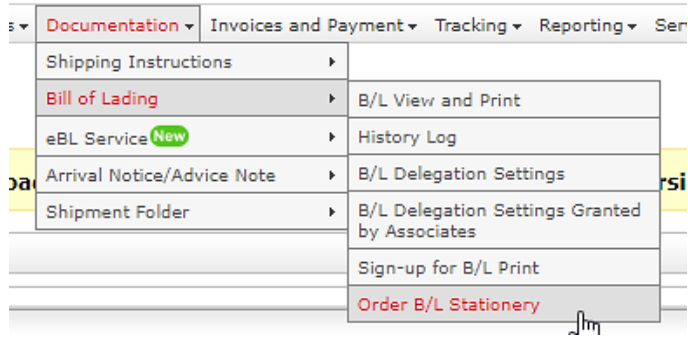 Documentation Invoices and Payment Tracking Reporting
Shipping Instructions
Bill of Lading
eBL Service New
Arrival Notice/Advice Note
Shipment Folder
B/L View and Print
History Log
B/L Delegation Settings
B/L Delegation Settings Granted
by Associates
Sign-up for B/L Print
Order B/L Stationery